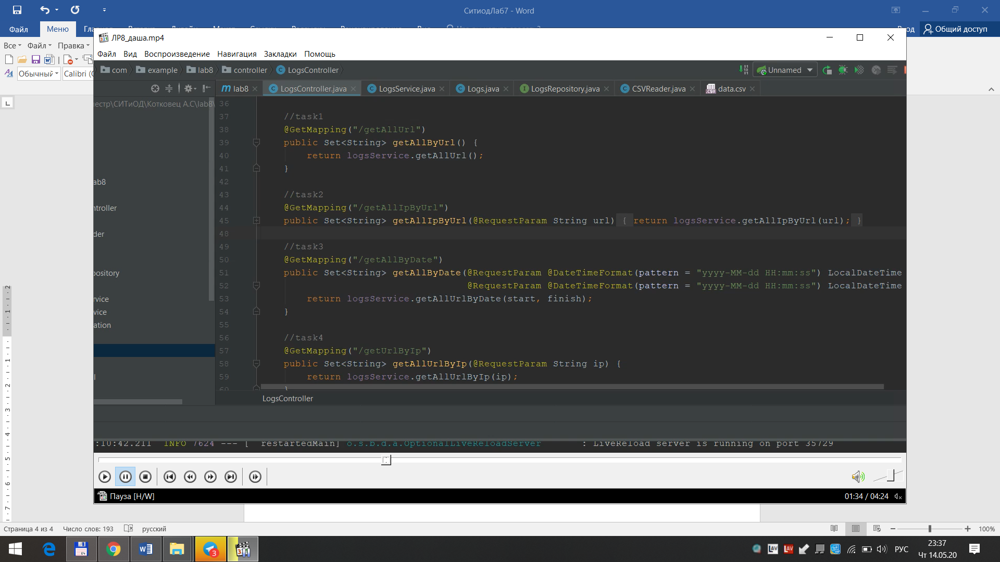 СитиодЛаб7 - Word
Файл
Меню
Вход
Общий доступ
ЛР8_даша.mp4
Все
Файл
Правка
Файл Вид Воспроизведение Навигация Закладки Помощь
Обычный
Calibri (
com example lab8 controller LogsController
Unnamed
lab8 LogsController.java LogsService.java Logs.java LogsRepository.java CSVReader.java data.csv
естр\СИТиОД\Котковец А.С\lab8\
ab8
ntroller
der
pository
rvice
vice
ation
l
36
37 //task1
38 @GetMapping("/getAllUrl")
39 public Set<String> getAllByUrl() {
40 return logsService.getAllUrl();
41 }
42
43 //task2
44 @GetMapping("/getAllIpByUrl")
45 public Set<String> getAllIpByUrl(@RequestParam String url) { return logsService.getAllIpByUrl(url); }
48
49 //task3
50 @GetMapping("/getAllByDate")
51 public Set<String> getAllByDate(@RequestParam @DateTimeFormat(pattern = "yyyy-MM-dd HH:mm:ss") LocalDateTime
52 @RequestParam @DateTimeFormat(pattern = "yyyy-MM-dd HH:mm:ss") LocalDateTime
53 return logsService.getAllUrlByDate(start, finish);
54 }
55
56 //task4
57 @GetMapping("/getUrlByIp")
58 public Set<String> getAllUrlByIp(@RequestParam String ip) {
59 return logsService.getAllUrlByIp(ip);
60 }
LogsController
:10:42.211 INFO 7624 --- [ restartedMain] o.s.b.d.a.OptionalLiveReloadServer : LiveReload server is running on port 35729
Пауза [H/W]
01:34 / 04:24
Страница 4 из 4
Число слов: 193
русский
100%
3
LAV
LAV
РУС
23:37
Чт 14.05.20